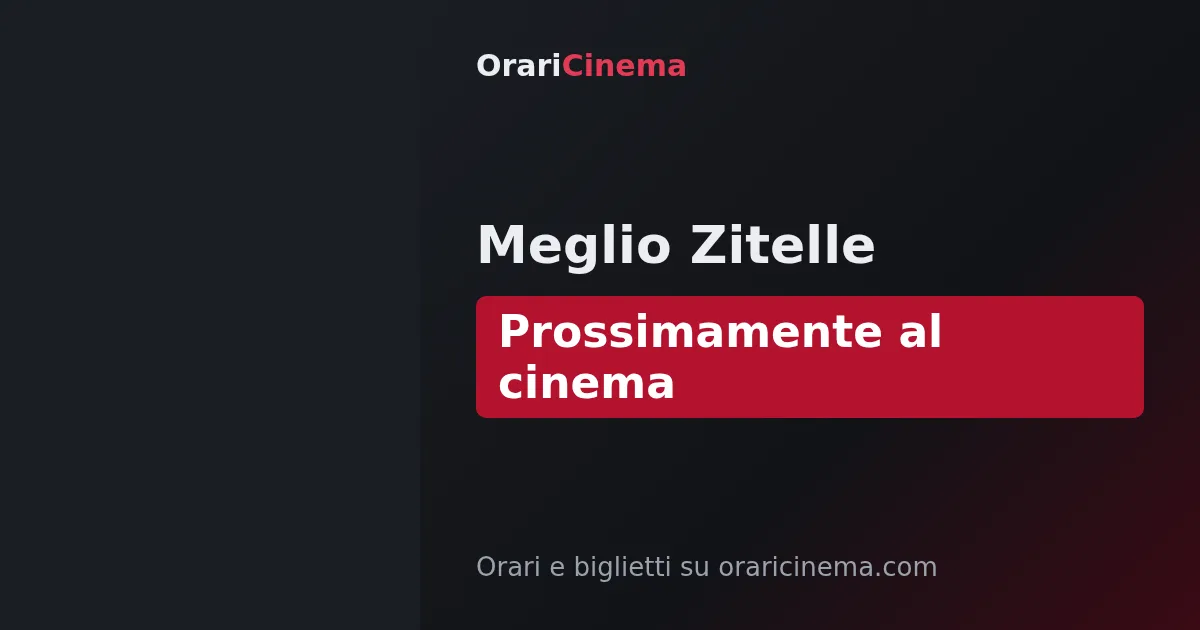 OrariCinema
Meglio Zitelle
Prossimamente al
cinema
Orari e biglietti su oraricinema.com